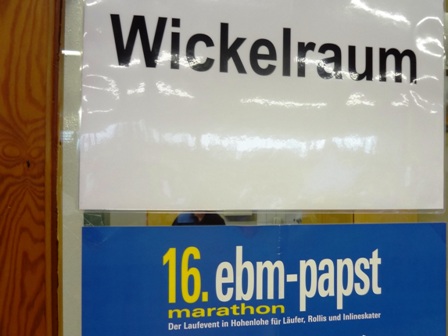 Wickelraum
16. ebm-papst
marathon
Der Laufevent in Hohenlohe für Läufer, Rollis und Inlineskater